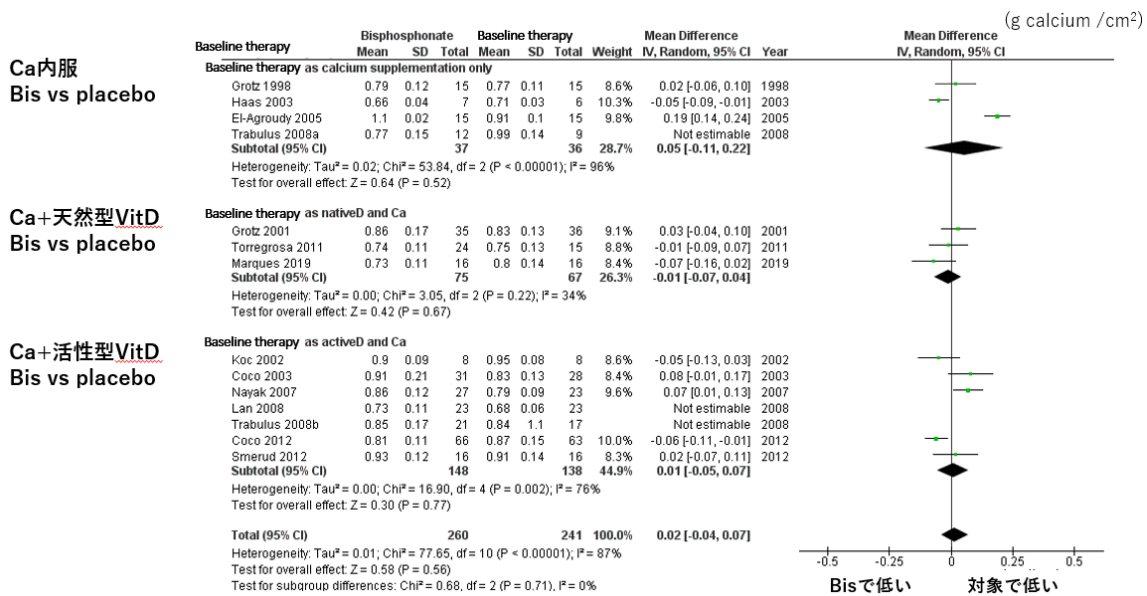 (g calcium /cm²)
Bisphosphonate Baseline therapy Mean Difference Mean Difference
Baseline therapy Mean SD Total Mean SD Total Weight IV, Random, 95% CI Year IV, Random, 95% CI
Ca内服
Bis vs placebo
Baseline therapy as calcium supplementation only
Grotz 1998 0.79 0.12 15 0.77 0.11 15 8.6% 0.02 [-0.06, 0.10] 1998
Haas 2003 0.66 0.04 7 0.71 0.03 6 10.3% -0.05 [-0.09, -0.01] 2003
El-Agroudy 2005 1.1 0.02 15 0.91 0.1 15 9.8% 0.19 [0.14, 0.24] 2005
Trabulus 2008a 0.77 0.15 12 0.99 0.14 9 Not estimable 2008
Subtotal (95% CI) 37 36 28.7% 0.05 [-0.11, 0.22]
Heterogeneity: Tau² = 0.02; Chi² = 53.84, df = 2 (P < 0.00001); I² = 96%
Test for overall effect: Z = 0.64 (P = 0.52)
Ca+天然型VitD
Bis vs placebo
Baseline therapy as nativeD and Ca
Grotz 2001 0.86 0.17 35 0.83 0.13 36 9.1% 0.03 [-0.04, 0.10] 2001
Torregrosa 2011 0.74 0.11 24 0.75 0.13 15 8.8% -0.01 [-0.09, 0.07] 2011
Marques 2019 0.73 0.11 16 0.8 0.14 16 8.4% -0.07 [-0.16, 0.02] 2019
Subtotal (95% CI) 75 67 26.3% -0.01 [-0.07, 0.04]
Heterogeneity: Tau² = 0.00; Chi² = 3.05, df = 2 (P = 0.22); I² = 34%
Test for overall effect: Z = 0.42 (P = 0.67)
Ca+活性型VitD
Bis vs placebo
Baseline therapy as activeD and Ca
Koc 2002 0.9 0.09 8 0.95 0.08 8 8.6% -0.05 [-0.13, 0.03] 2002
Coco 2003 0.91 0.21 31 0.83 0.13 28 8.4% 0.08 [-0.01, 0.17] 2003
Nayak 2007 0.86 0.12 27 0.79 0.09 23 9.6% 0.07 [0.01, 0.13] 2007
Lan 2008 0.73 0.11 23 0.68 0.06 23 Not estimable 2008
Trabulus 2008b 0.85 0.17 21 0.84 1.1 17 Not estimable 2008
Coco 2012 0.81 0.11 66 0.87 0.15 63 10.0% -0.06 [-0.11, -0.01] 2012
Smerud 2012 0.93 0.12 16 0.91 0.14 16 8.3% 0.02 [-0.07, 0.11] 2012
Subtotal (95% CI) 148 138 44.9% 0.01 [-0.05, 0.07]
Heterogeneity: Tau² = 0.00; Chi² = 16.90, df = 4 (P = 0.002); I² = 76%
Test for overall effect: Z = 0.30 (P = 0.77)
Total (95% CI) 260 241 100.0% 0.02 [-0.04, 0.07]
Heterogeneity: Tau² = 0.01; Chi² = 77.65, df = 10 (P < 0.00001); I² = 87%
Test for overall effect: Z = 0.58 (P = 0.56)
Test for subgroup differences: Chi² = 0.68, df = 2 (P = 0.71), I² = 0%
-0.5 -0.25 0 0.25 0.5
Bisで低い 対象で低い